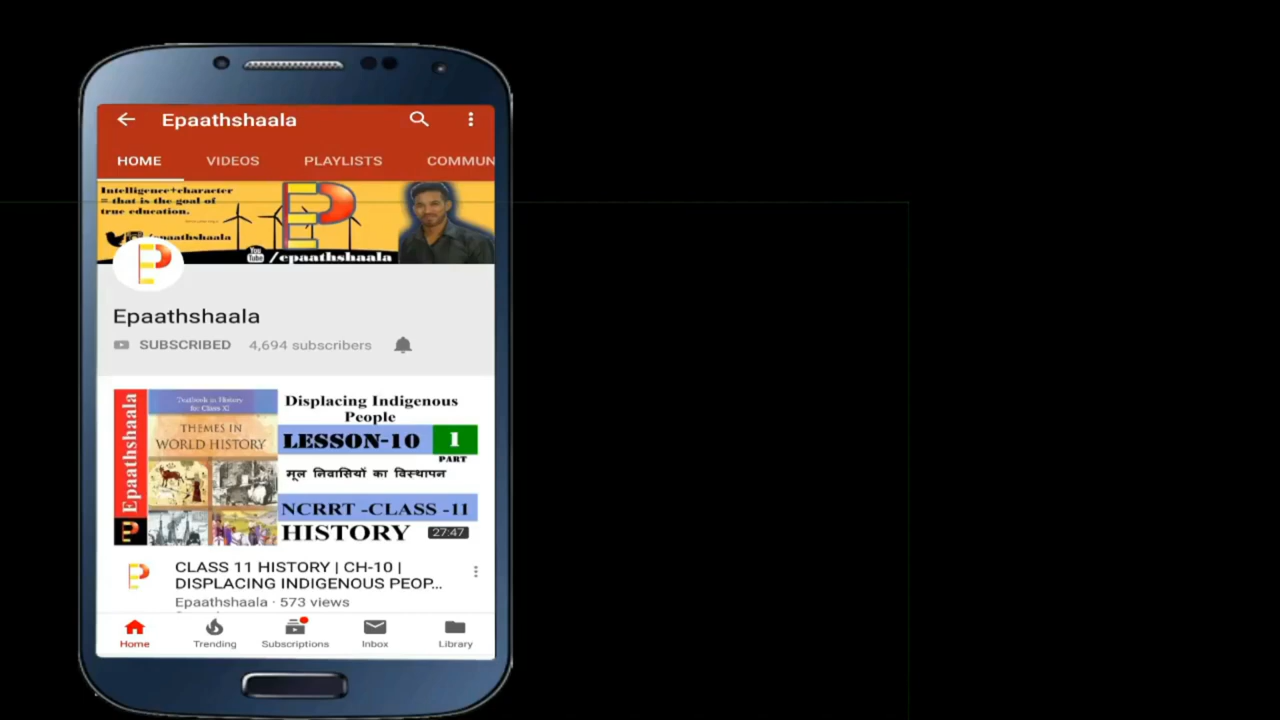 Epaathshaala
HOME VIDEOS PLAYLISTS COMMUN
Intelligence+character
= that is the goal of
true education.
/epaathshaala
You
Tube /epaathshaala
Epaathshaala
SUBSCRIBED 4,694 subscribers
Epaathshaala
Textbook in History
for Class XI
THEMES IN
WORLD HISTORY
Displacing Indigenous
People
LESSON-10 1
PART
मूल निवासियों का विस्थापन
NCRRT -CLASS -11
HISTORY 27:47
CLASS 11 HISTORY | CH-10 |
DISPLACING INDIGENOUS PEOP...
Epaathshaala · 573 views
Home Trending Subscriptions Inbox Library